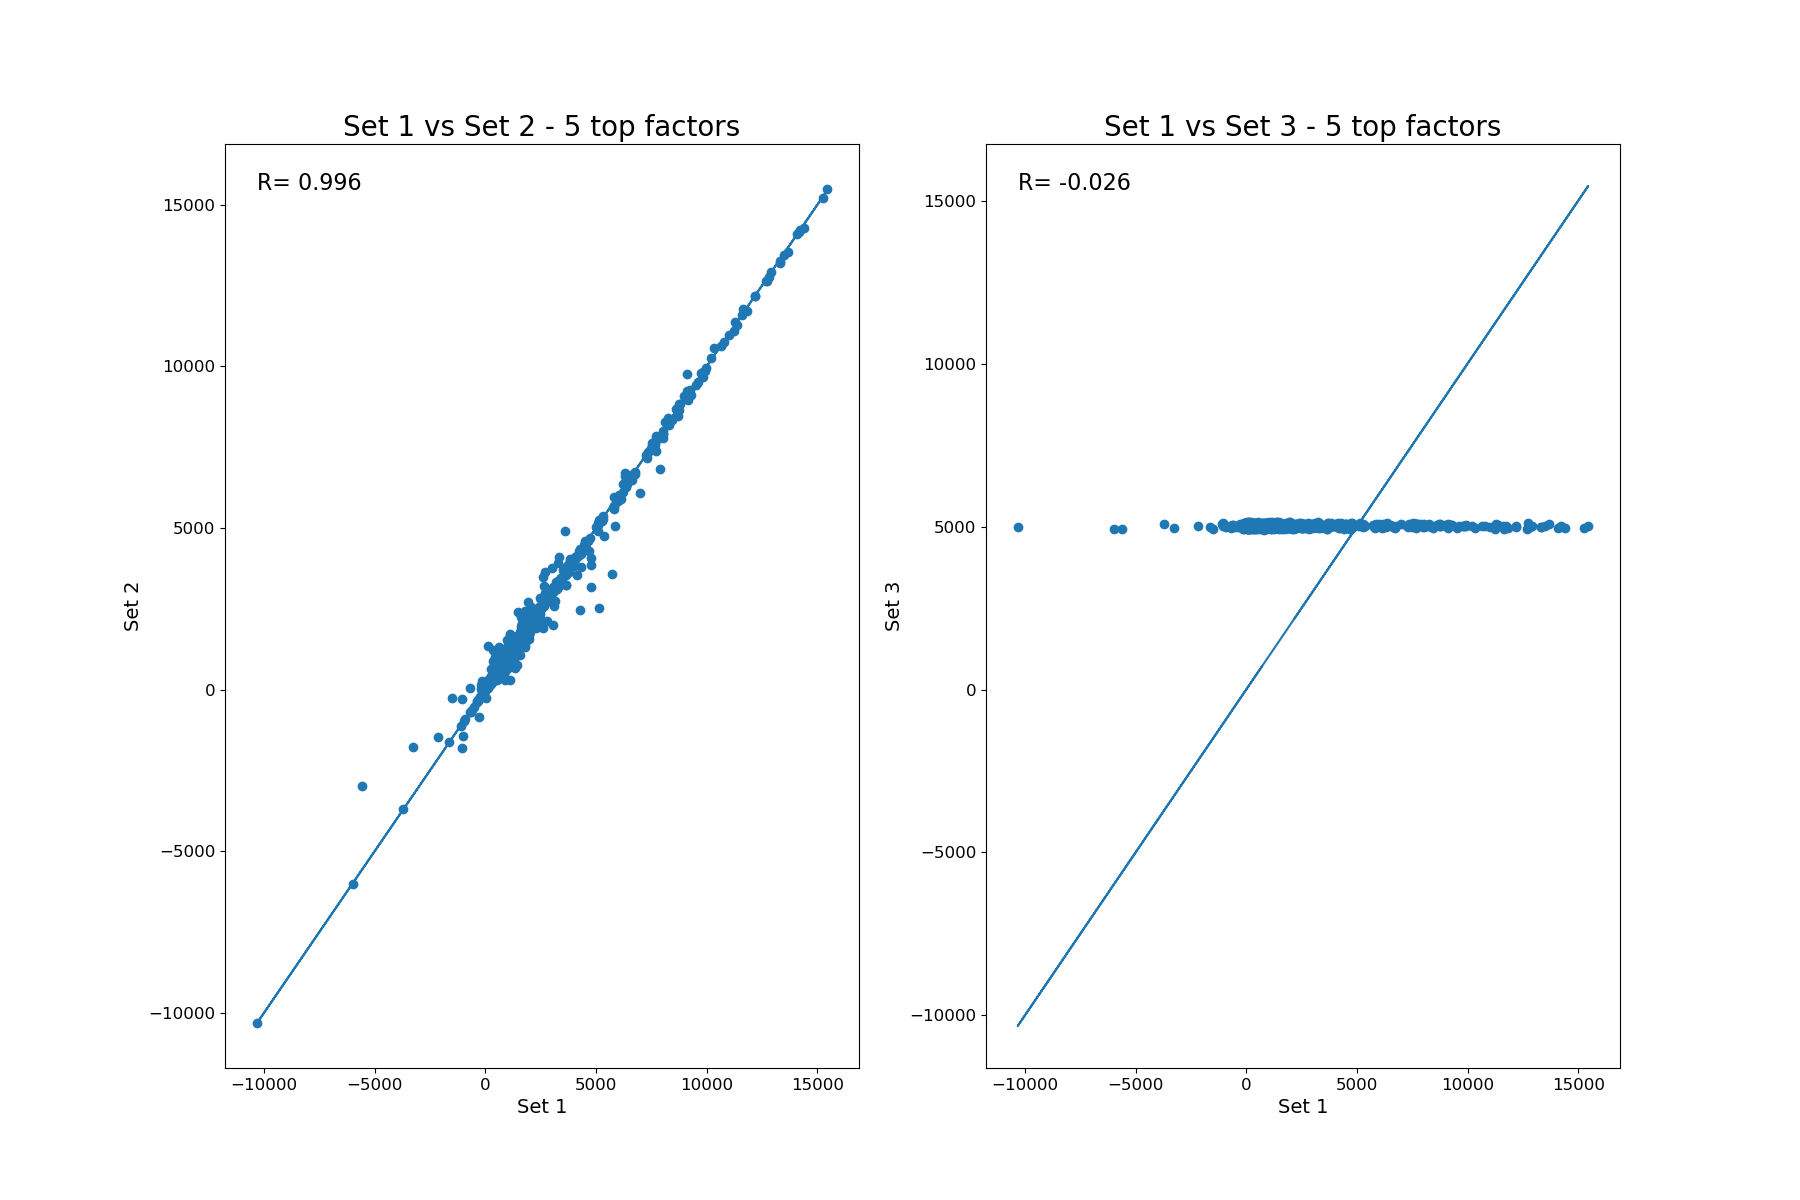 Set 1 vs Set 2 - 5 top factors
R= 0.996
15000
10000
5000
0
−5000
−10000
Set 2
−10000 −5000 0 5000 10000 15000
Set 1
Set 1 vs Set 3 - 5 top factors
R= -0.026
15000
10000
5000
0
−5000
−10000
Set 3
−10000 −5000 0 5000 10000 15000
Set 1